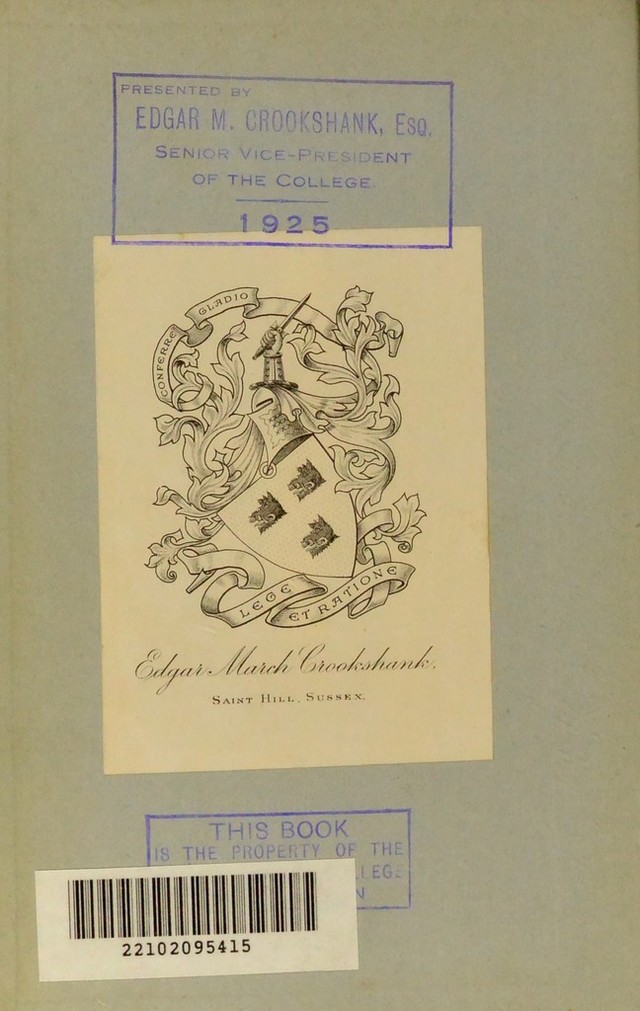 PRESENTED BY
EDGAR M. CROOKSHANK, ESQ.
SENIOR VICE-PRESIDENT
OF THE COLLEGE.
1925
CONFERRE GLADIO
LEGE ET RATIONE
Edgar March Crookshank.
SAINT HILL, SUSSEX.
THIS BOOK
IS THE PROPERTY OF THE
LLEGE
N
22102095415